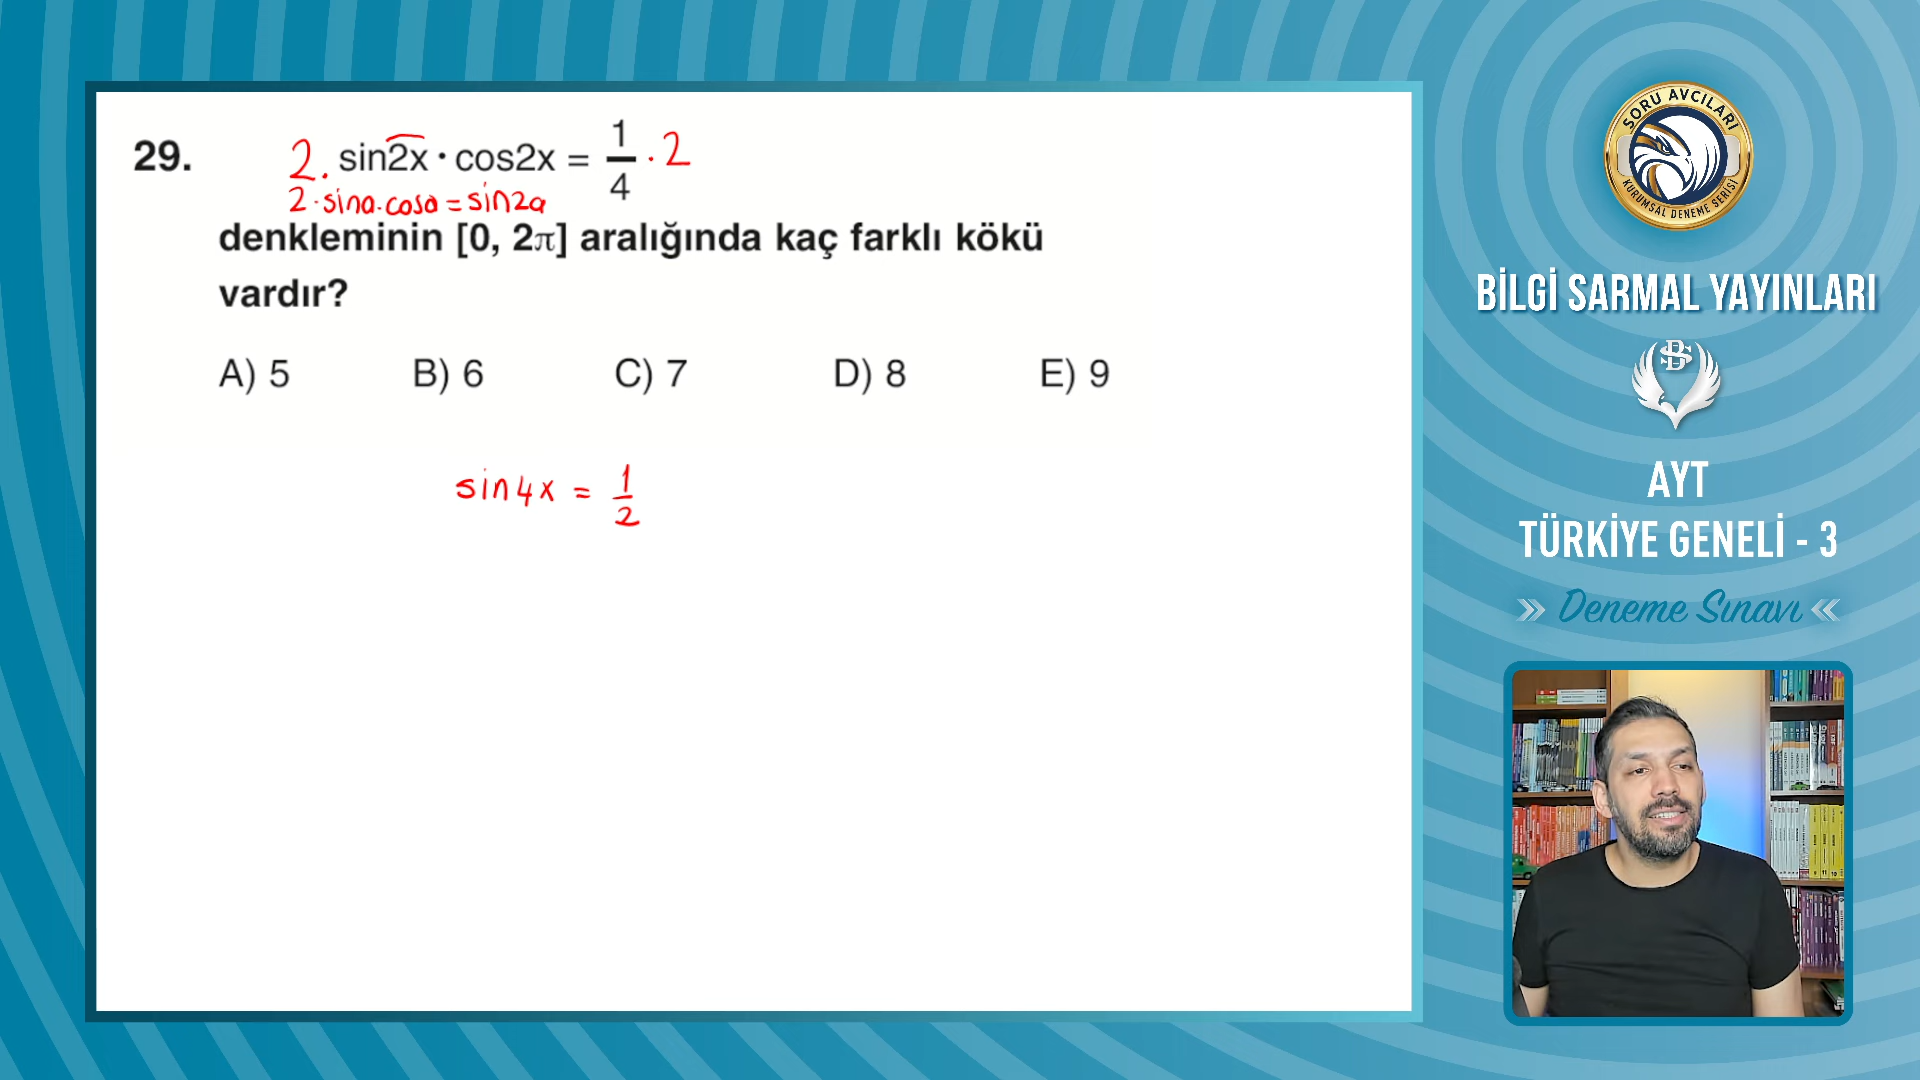 29. 2. sin2x · cos2x = 1/4 · 2
2·sina·cosa = sin2a
denkleminin [0, 2π] aralığında kaç farklı kökü
vardır?
A) 5 B) 6 C) 7 D) 8 E) 9
sin4x = 1/2
SORU AVCILARI
KURUMSAL DENEME SERİSİ
BİLGİ SARMAL YAYINLARI
AYT
TÜRKİYE GENELİ - 3
Deneme Sınavı